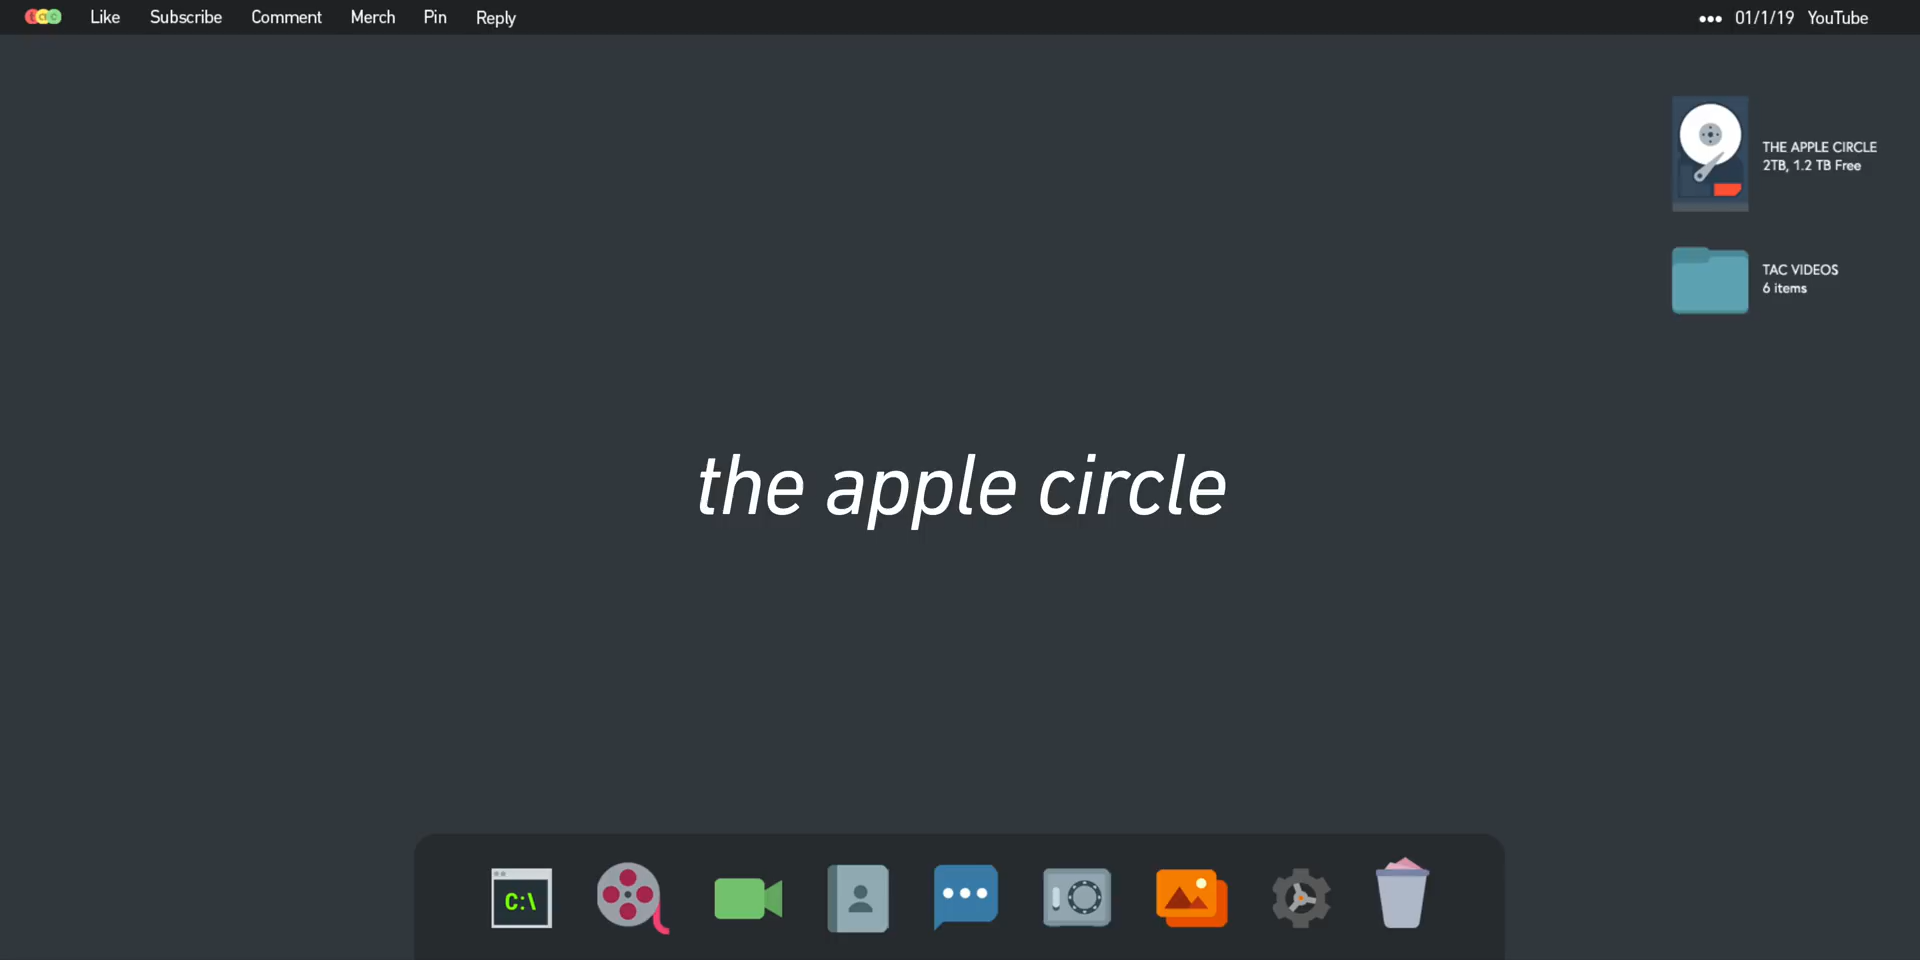 tac
Like Subscribe Comment Merch Pin Reply
••• 01/1/19 YouTube
THE APPLE CIRCLE
2TB, 1.2 TB Free
TAC VIDEOS
6 items
the apple circle
C:\